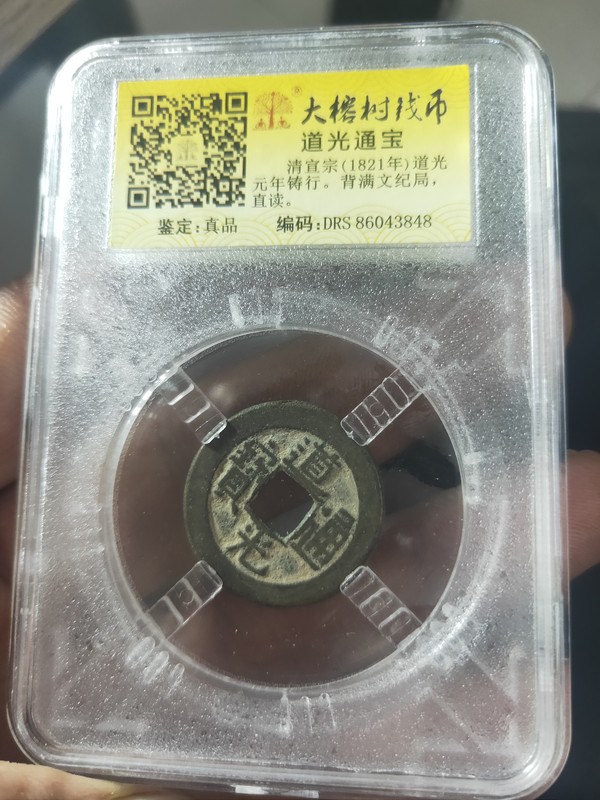 大榕树钱币
道光通宝
清宣宗(1821年)道光
元年铸行。背满文纪局，
直读。
鉴定:真品 编码:DRS 86043848
道光通寶